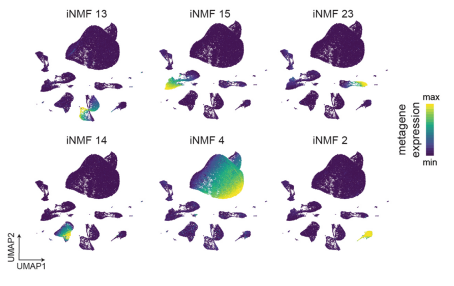 iNMF 13
iNMF 15
iNMF 23
iNMF 14
iNMF 4
iNMF 2
metagene
expression
max
min
UMAP2
UMAP1